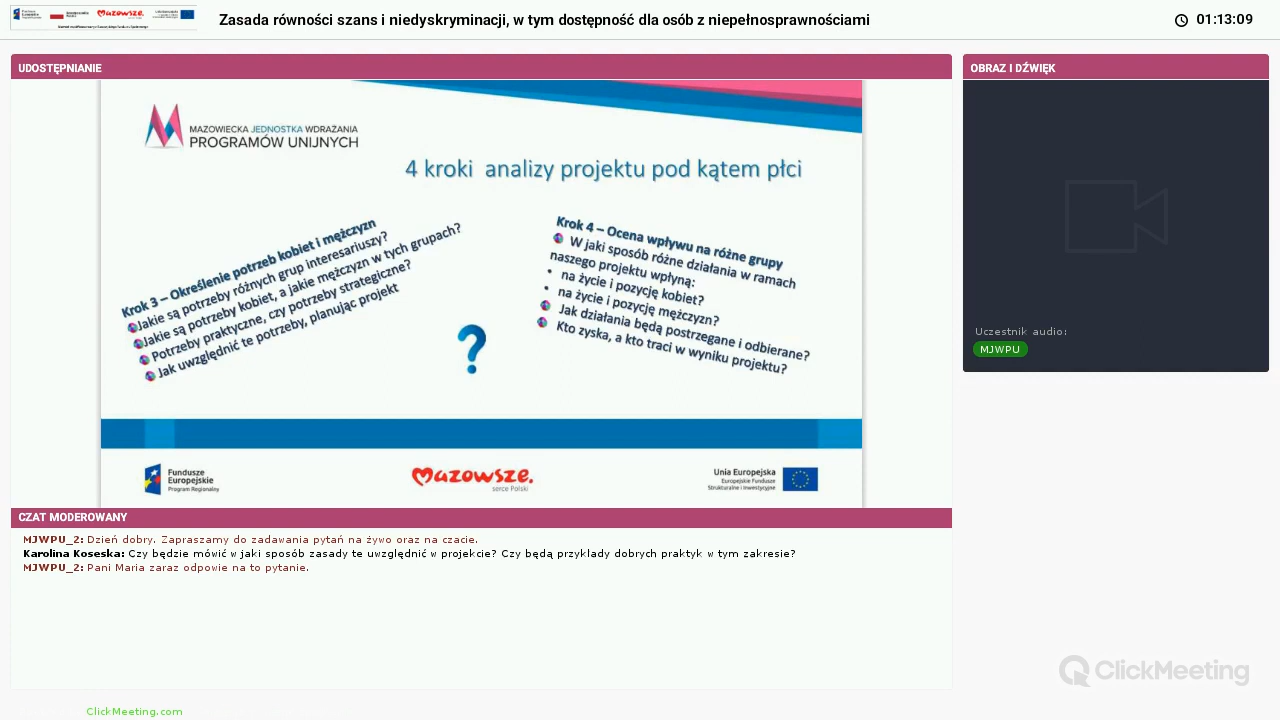 Zasada równości szans i niedyskryminacji, w tym dostępność dla osób z niepełnosprawnościami
01:13:09
UDOSTĘPNIANIE
OBRAZ I DŹWIĘK
MAZOWIECKA JEDNOSTKA WDRAŻANIA
PROGRAMÓW UNIJNYCH
4 kroki analizy projektu pod kątem płci
Krok 3 – Określenie potrzeb kobiet i mężczyzn
Jakie są potrzeby różnych grup interesariuszy?
Jakie są potrzeby kobiet, a jakie mężczyzn w tych grupach?
Potrzeby praktyczne, czy potrzeby strategiczne?
Jak uwzględnić te potrzeby, planując projekt
?
Krok 4 – Ocena wpływu na różne grupy
W jaki sposób różne działania w ramach
naszego projektu wpłyną:
• na życie i pozycję kobiet?
• na życie i pozycję mężczyzn?
Jak działania będą postrzegane i odbierane?
Kto zyska, a kto traci w wyniku projektu?
Fundusze
Europejskie
Program Regionalny
mazowsze.
serce Polski
Unia Europejska
Europejskie Fundusze
Strukturalne i Inwestycyjne
Uczestnik audio:
MJWPU
CZAT MODEROWANY
MJWPU_2: Dzień dobry. Zapraszamy do zadawania pytań na żywo oraz na czacie.
Karolina Koseska: Czy będzie mówić w jaki sposób zasady te uwzględnić w projekcie? Czy będą przyklady dobrych praktyk w tym zakresie?
MJWPU_2: Pani Maria zaraz odpowie na to pytanie.
ClickMeeting
ClickMeeting.com